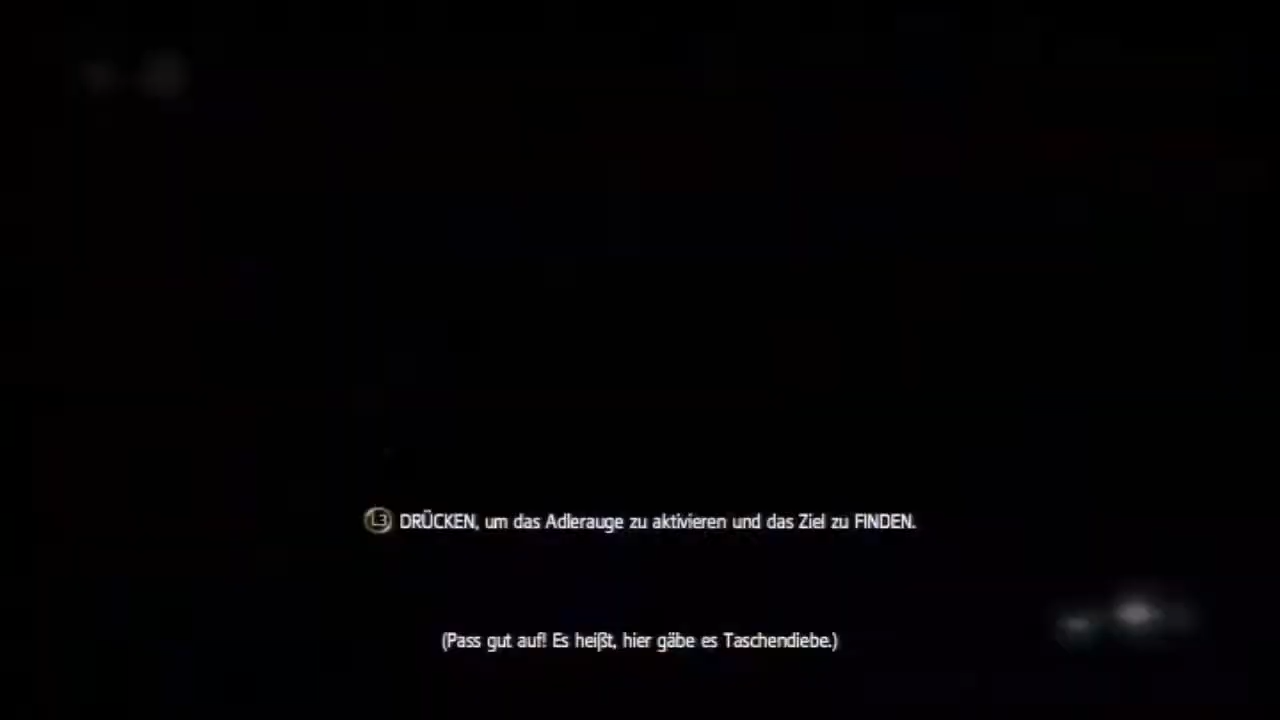 L3 DRÜCKEN, um das Adlerauge zu aktivieren und das Ziel zu FINDEN.
(Pass gut auf! Es heißt, hier gäbe es Taschendiebe.)